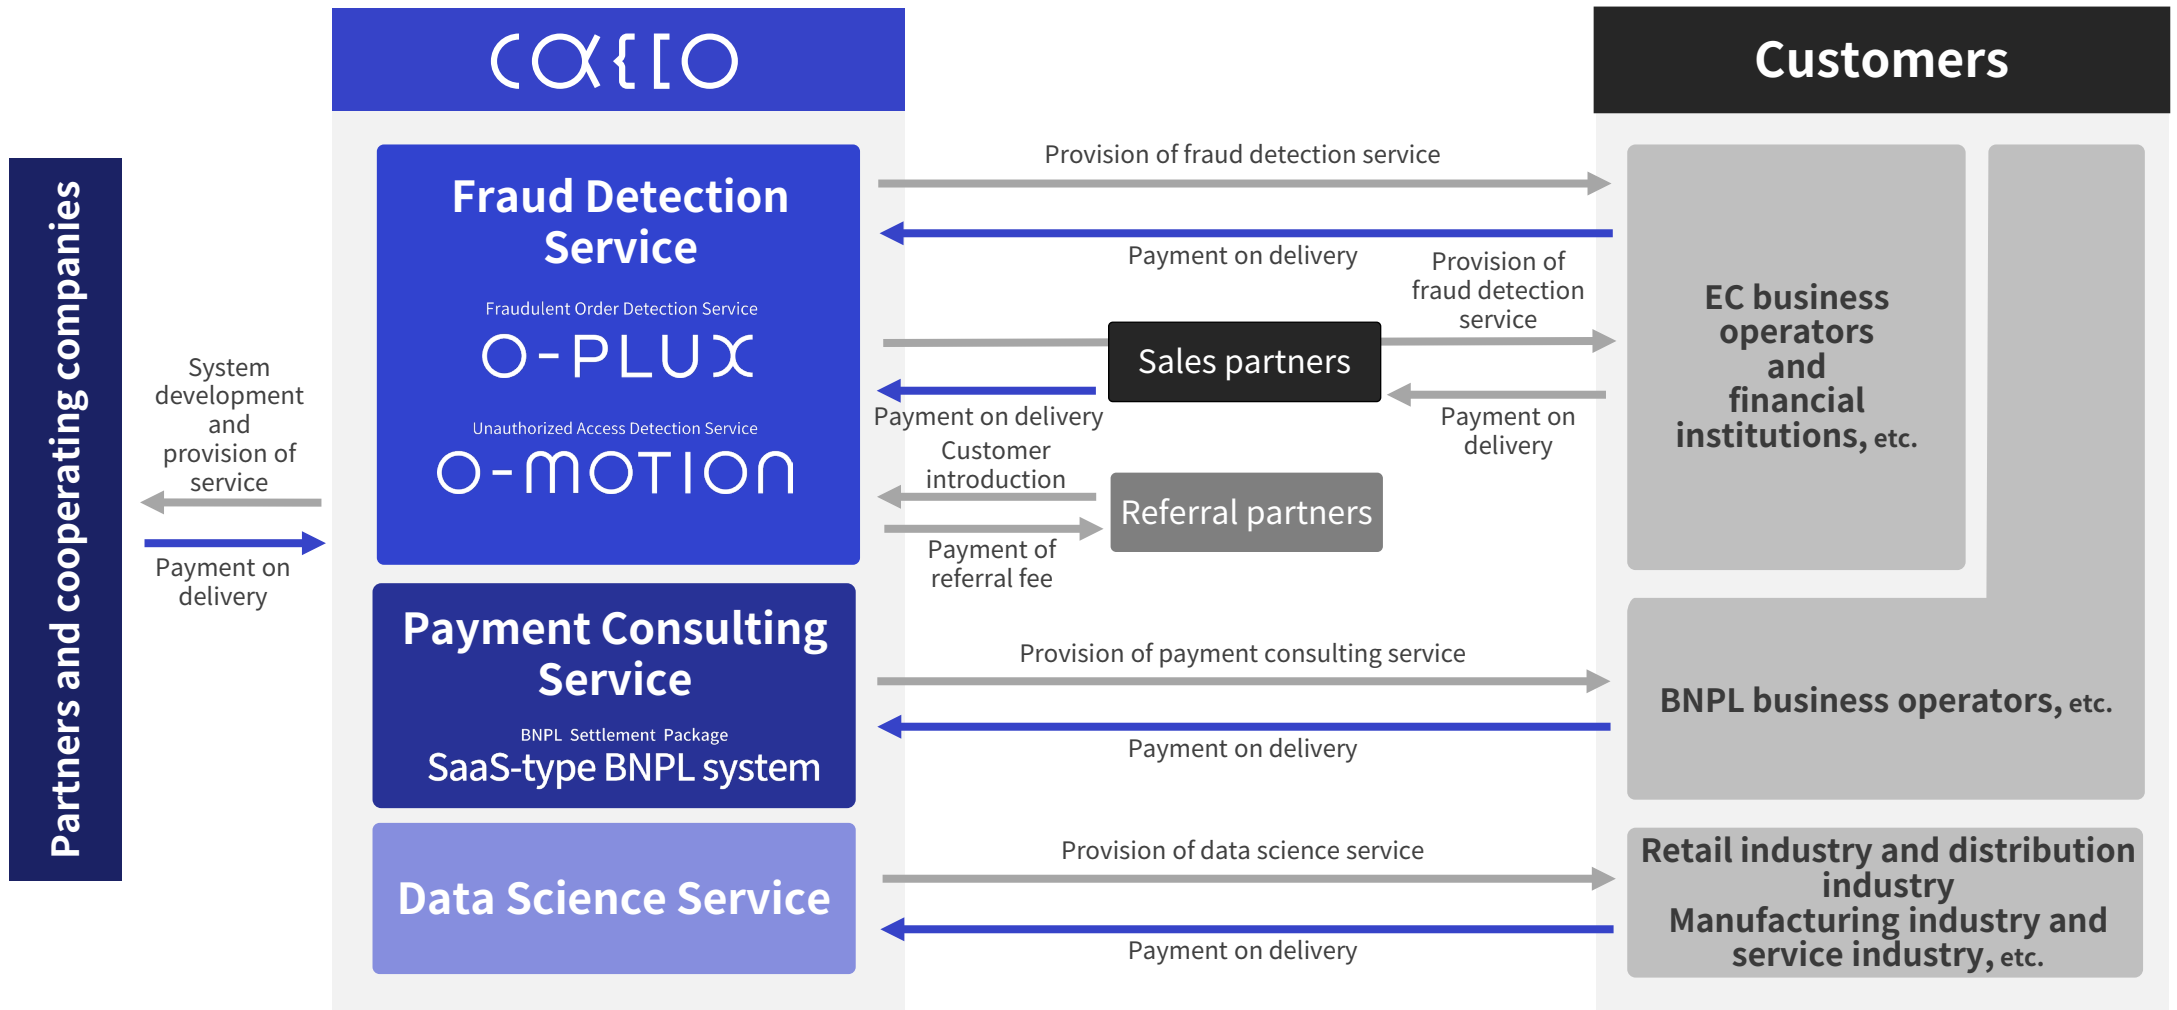 cacco
Customers
Partners and cooperating companies
System
development
and
provision of
service
Payment on
delivery
Fraud Detection
Service
Fraudulent Order Detection Service
O-PLUX
Unauthorized Access Detection Service
O-MOTION
Payment Consulting
Service
BNPL Settlement Package
SaaS-type BNPL system
Data Science Service
Provision of fraud detection service
Payment on delivery
Provision of
fraud detection
service
Sales partners
Payment on delivery
Payment on
delivery
Customer
introduction
Referral partners
Payment of
referral fee
Provision of payment consulting service
Payment on delivery
Provision of data science service
Payment on delivery
EC business
operators
and
financial
institutions, etc.
BNPL business operators, etc.
Retail industry and distribution
industry
Manufacturing industry and
service industry, etc.